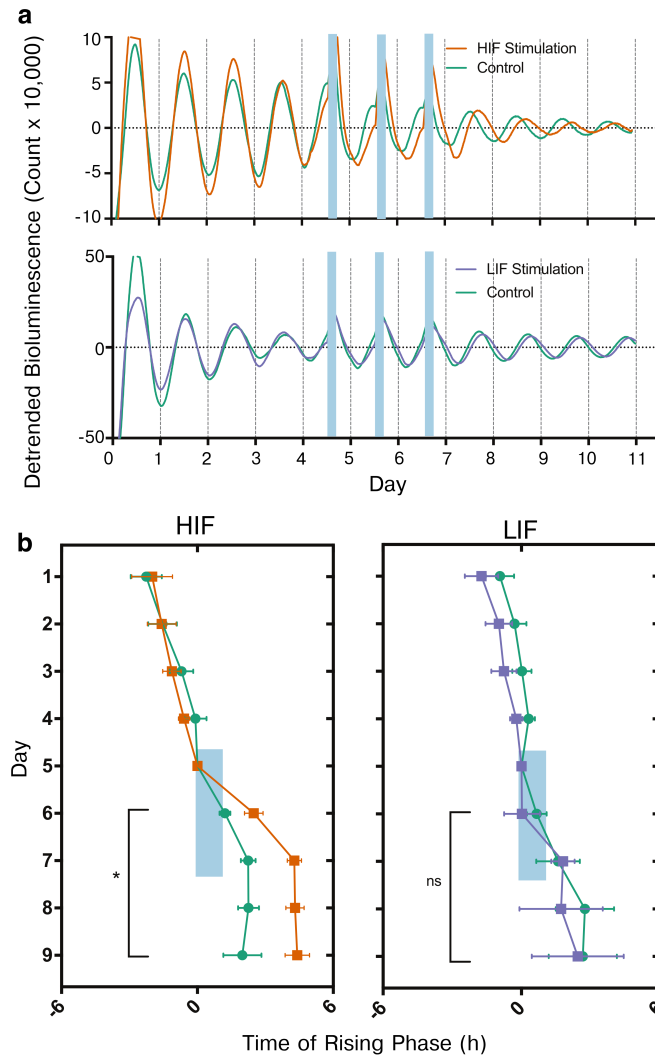 a
Detrended Bioluminescence (Count x 10,000)
10
5
0
-5
-10
HIF Stimulation
Control
50
0
-50
LIF Stimulation
Control
0 1 2 3 4 5 6 7 8 9 10 11
Day
b
HIF
LIF
Day
1
2
3
4
5
6
7
8
9
*
ns
-6 0 6
-6 0 6
Time of Rising Phase (h)